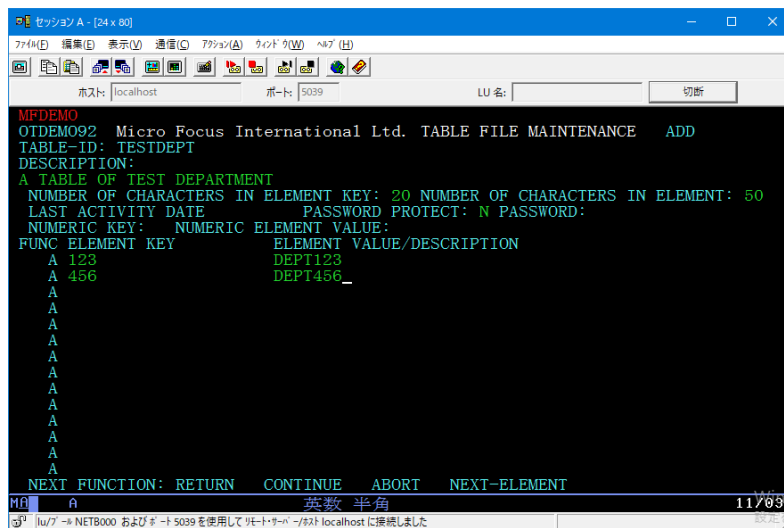 セッション A - [24 x 80]
ファイル(F) 編集(E) 表示(V) 通信(C) アクション(A) ウィンドウ(W) ヘルプ(H)
ホスト: localhost ポート: 5039 LU 名: 切断
MFDEMO
OTDEMO92 Micro Focus International Ltd. TABLE FILE MAINTENANCE ADD
TABLE-ID: TESTDEPT
DESCRIPTION:
A TABLE OF TEST DEPARTMENT
NUMBER OF CHARACTERS IN ELEMENT KEY: 20 NUMBER OF CHARACTERS IN ELEMENT: 50
LAST ACTIVITY DATE PASSWORD PROTECT: N PASSWORD:
NUMERIC KEY: NUMERIC ELEMENT VALUE:
FUNC ELEMENT KEY ELEMENT VALUE/DESCRIPTION
A 123 DEPT123
A 456 DEPT456_
A
A
A
A
A
A
A
A
A
A
A
A
NEXT FUNCTION: RETURN CONTINUE ABORT NEXT-ELEMENT
MA A 英数 半角 11/03
lu/プール NETB000 およびポート 5039 を使用して リモート・サーバー/ホスト localhost に接続しました